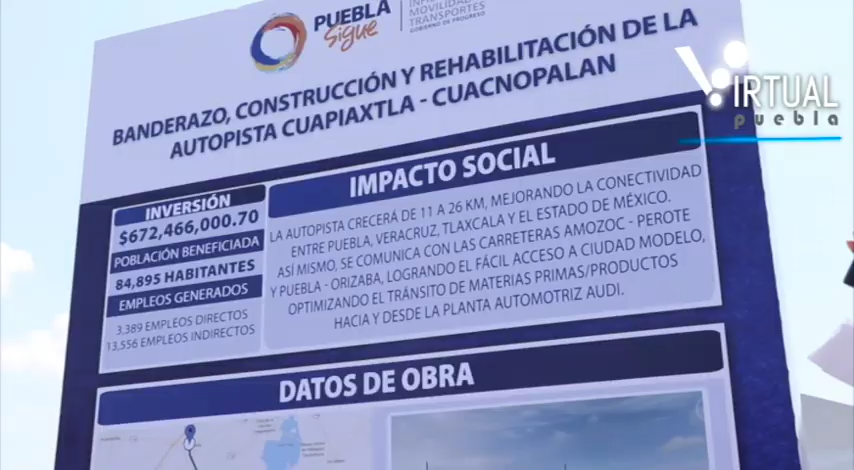 PUEBLA
Sigue
MOVILIDAD
TRANSPORTES
GOBIERNO DE PROGRESO
BANDERAZO, CONSTRUCCIÓN Y REHABILITACIÓN DE LA
AUTOPISTA CUAPIAXTLA - CUACNOPALAN
VIRTUAL
puebla
INVERSIÓN
$672,466,000.70
POBLACIÓN BENEFICIADA
84,895 HABITANTES
EMPLEOS GENERADOS
3,389 EMPLEOS DIRECTOS
13,556 EMPLEOS INDIRECTOS
IMPACTO SOCIAL
LA AUTOPISTA CRECERÁ DE 11 A 26 KM, MEJORANDO LA CONECTIVIDAD
ENTRE PUEBLA, VERACRUZ, TLAXCALA Y EL ESTADO DE MÉXICO.
ASÍ MISMO, SE COMUNICA CON LAS CARRETERAS AMOZOC - PEROTE
Y PUEBLA - ORIZABA, LOGRANDO EL FÁCIL ACCESO A CIUDAD MODELO,
OPTIMIZANDO EL TRÁNSITO DE MATERIAS PRIMAS/PRODUCTOS
HACIA Y DESDE LA PLANTA AUTOMOTRIZ AUDI.
DATOS DE OBRA